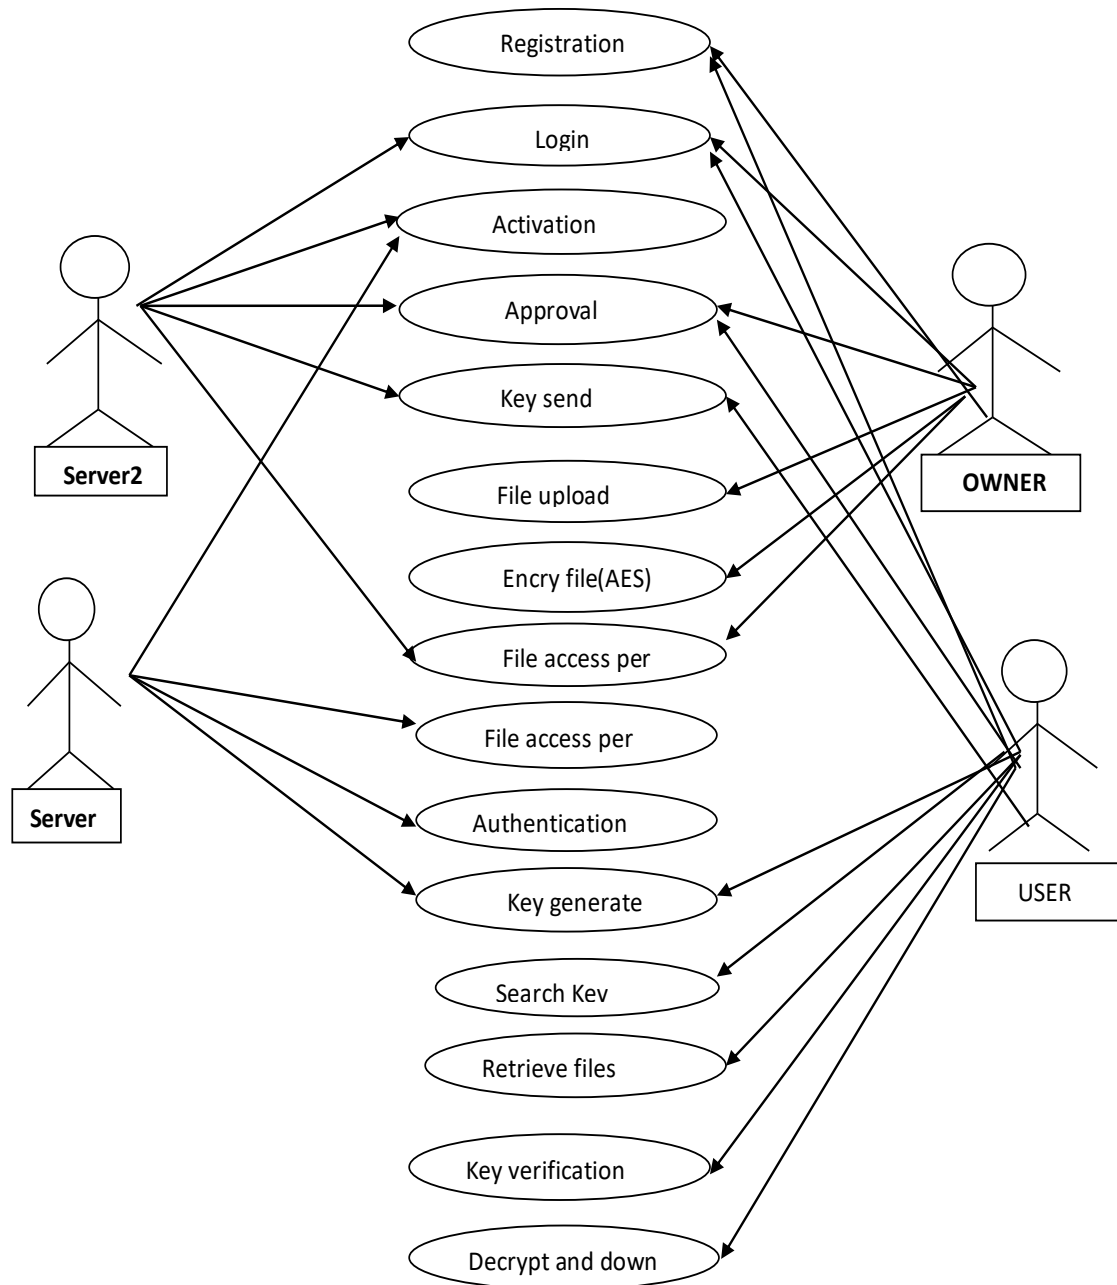 Registration
Login
Activation
Approval
Key send
Server2
File upload
OWNER
Encry file(AES)
File access per
File access per
Server
Authentication
Key generate
USER
Search Kev
Retrieve files
Key verification
Decrypt and down